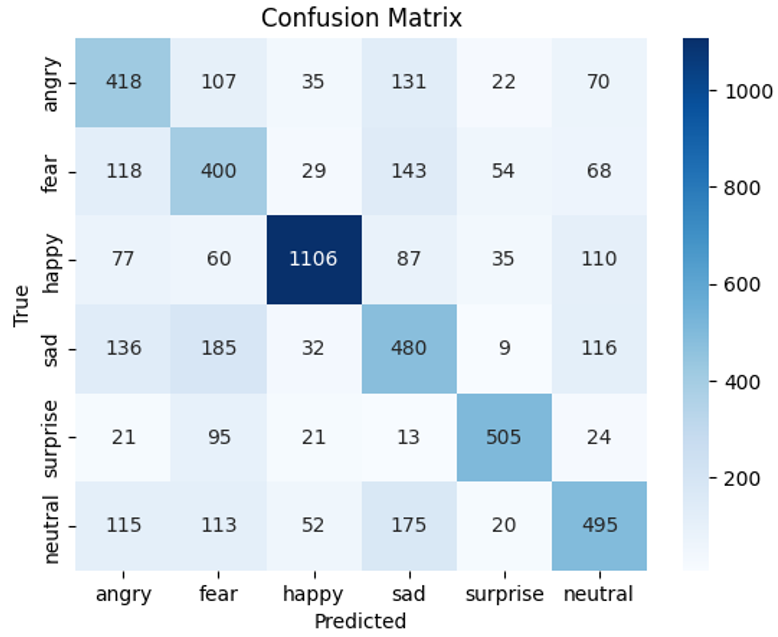 Confusion Matrix
angry 418 107 35 131 22 70
fear 118 400 29 143 54 68
happy 77 60 1106 87 35 110
sad 136 185 32 480 9 116
surprise 21 95 21 13 505 24
neutral 115 113 52 175 20 495
True
angry fear happy sad surprise neutral
Predicted
1000
800
600
400
200